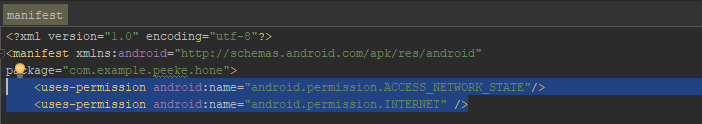 manifest
<?xml version="1.0" encoding="utf-8"?>
<manifest xmlns:android="http://schemas.android.com/apk/res/android"
package="com.example.peeke.hone">
<uses-permission android:name="android.permission.ACCESS_NETWORK_STATE"/>
<uses-permission android:name="android.permission.INTERNET" />